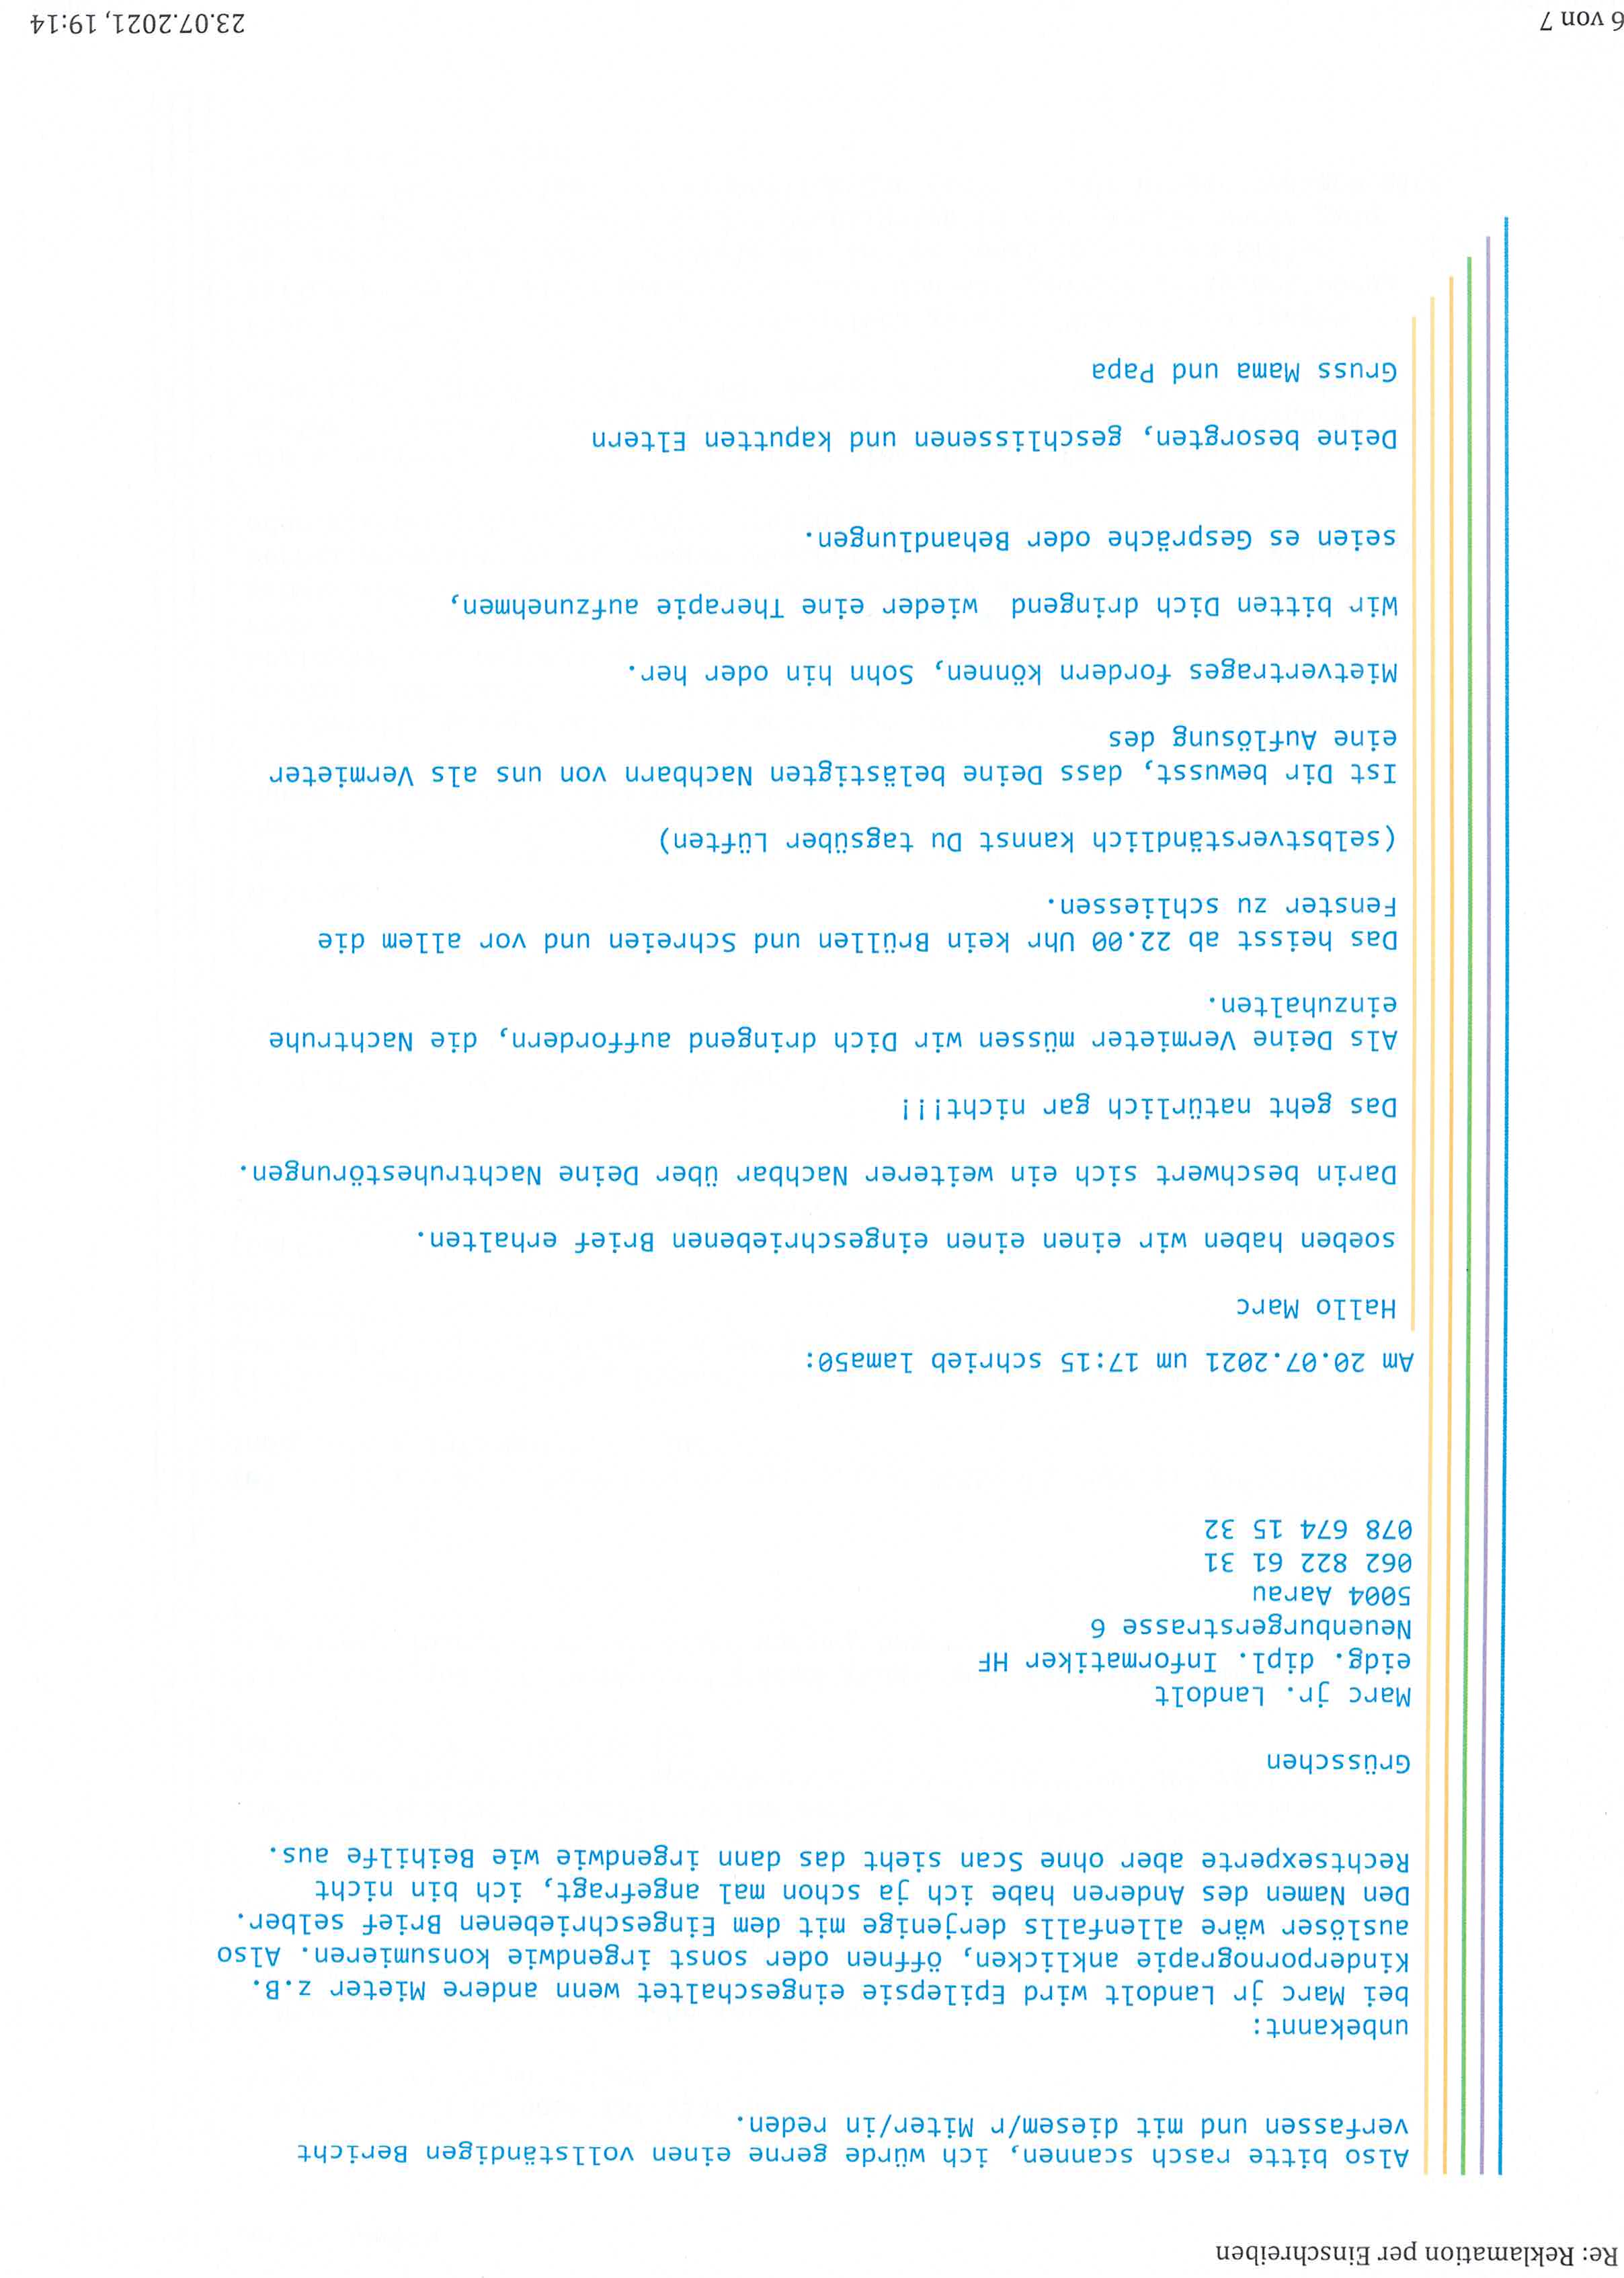 Re: Reklamation per Einschreiben
Also bitte rasch scannen, ich würde gerne einen vollständigen Bericht
verfassen und mit diesem/r Miter/in reden.
unbekannt:
bei Marc jr Landolt wird Epilepsie eingeschaltet wenn andere Mieter z.B.
Kinderpornograpie anklicken, öffnen oder sonst irgendwie konsumieren. Also
auslöser wäre allenfalls derjenige mit dem Eingeschriebenen Brief selber.
Den Namen des Anderen habe ich ja schon mal angefragt, ich bin nicht
Rechtsexperte aber ohne Scan sieht das dann irgendwie wie Beihilfe aus.
Grüsschen
Marc jr. Landolt
eidg. dipl. Informatiker HF
Neuenburgerstrasse 6
5004 Aarau
062 822 61 31
078 674 15 32
Am 20.07.2021 um 17:15 schrieb lama50:
Hallo Marc
soeben haben wir einen einen eingeschriebenen Brief erhalten.
Darin beschwert sich ein weiterer Nachbar über Deine Nachtruhestörungen.
Das geht natürlich gar nicht!!!
Als Deine Vermieter müssen wir Dich dringend auffordern, die Nachtruhe
einzuhalten.
Das heisst ab 22.00 Uhr kein Brüllen und Schreien und vor allem die
Fenster zu schliessen.
(selbstverständlich kannst Du tagsüber Lüften)
Ist Dir bewusst, dass Deine belästigten Nachbarn von uns als Vermieter
eine Auflösung des
Mietvertrages fordern können, Sohn hin oder her.
Wir bitten Dich dringend  wieder eine Therapie aufzunehmen,
seien es Gespräche oder Behandlungen.
Deine besorgten, geschlissenen und kaputten Eltern
Gruss Mama und Papa
6 von 7
23.07.2021, 19:14